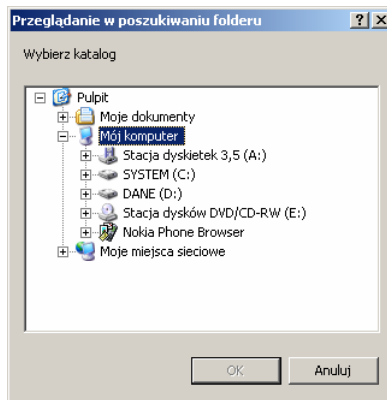 Przeglądanie w poszukiwaniu folderu
Wybierz katalog
Pulpit
Moje dokumenty
Mój komputer
Stacja dyskietek 3,5 (A:)
SYSTEM (C:)
DANE (D:)
Stacja dysków DVD/CD-RW (E:)
Nokia Phone Browser
Moje miejsca sieciowe
OK
Anuluj